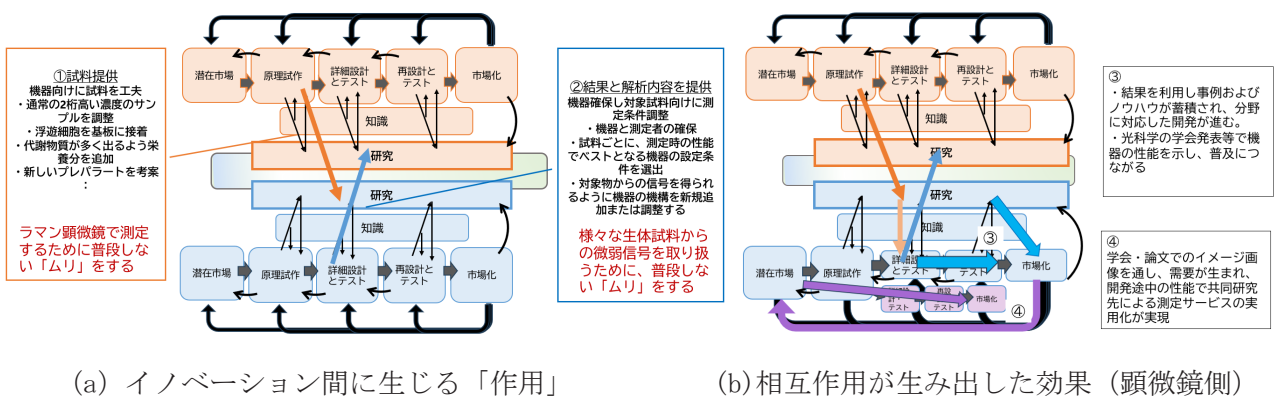 ①試料提供
機器向けに試料を工夫
・通常の2桁高い濃度のサン
プルを調整
・浮遊細胞を基板に接着
・代謝物質が多く出るよう栄
養分を追加
・新しいプレパラートを考案
：
ラマン顕微鏡で測定
するために普段しな
い「ムリ」をする
潜在市場
原理試作
詳細設計
とテスト
再設計と
テスト
市場化
知識
研究
研究
知識
潜在市場
原理試作
詳細設計
とテスト
再設計と
テスト
市場化
②結果と解析内容を提供
機器確保し対象試料向けに測
定条件調整
・機器と測定者の確保
・試料ごとに、測定時の性能
でベストとなる機器の設定条
件を選出
・対象物からの信号を得られ
るように機器の機構を新規追
加または調整する
様々な生体試料から
の微弱信号を取り扱
うために、普段しな
い「ムリ」をする
潜在市場
原理試作
詳細設計
とテスト
再設計と
テスト
市場化
知識
研究
研究
知識
③
潜在市場
原理試作
詳細設計
とテスト
テスト
市場化
テスト
再設
テスト
市場化
④
③
・結果を利用し事例および
ノウハウが蓄積され、分野
に対応した開発が進む。
・光科学の学会発表等で機
器の性能を示し、普及につ
ながる
④
学会・論文でのイメージ画
像を通し、需要が生まれ、
開発途中の性能で共同研究
先による測定サービスの実
用化が実現
(a) イノベーション間に生じる「作用」
(b)相互作用が生み出した効果（顕微鏡側）